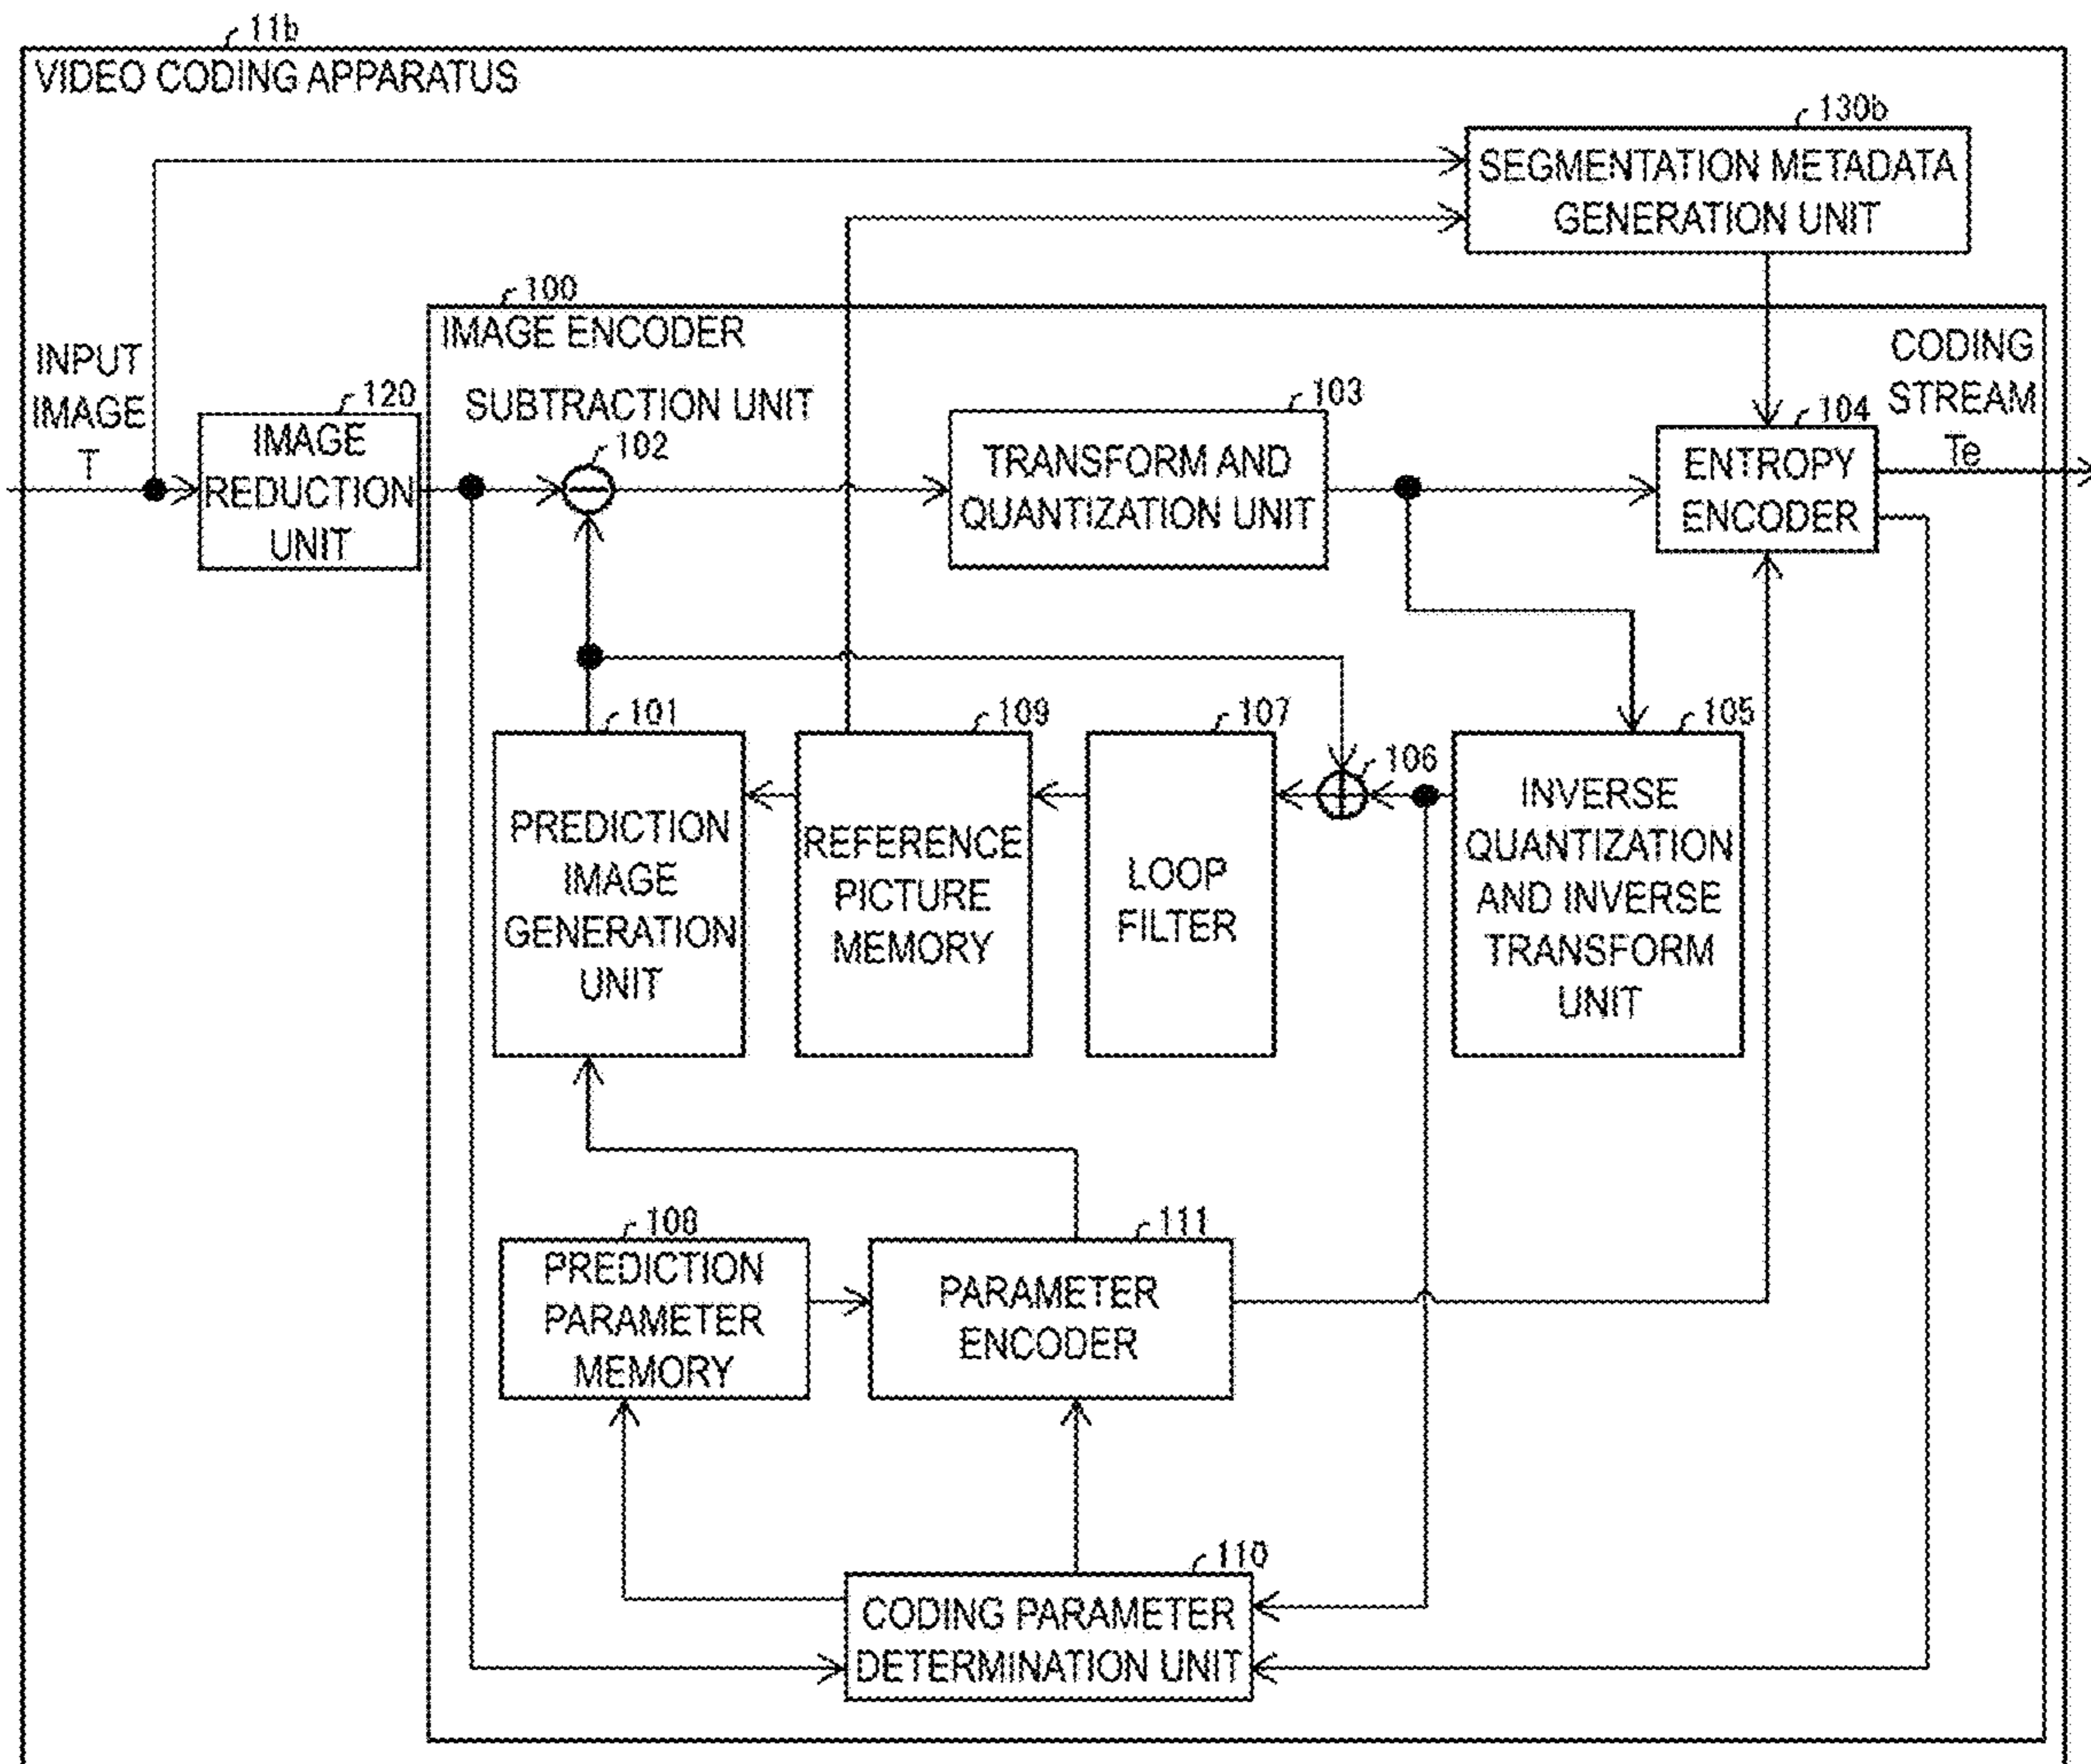 11b
VIDEO CODING APPARATUS
130b
SEGMENTATION METADATA
GENERATION UNIT
100
IMAGE ENCODER
INPUT
IMAGE
T
120
IMAGE
REDUCTION
UNIT
SUBTRACTION UNIT
102
103
TRANSFORM AND
QUANTIZATION UNIT
104
ENTROPY
ENCODER
CODING
STREAM
Te
101
PREDICTION
IMAGE
GENERATION
UNIT
109
REFERENCE
PICTURE
MEMORY
107
LOOP
FILTER
106
105
INVERSE
QUANTIZATION
AND INVERSE
TRANSFORM
UNIT
108
PREDICTION
PARAMETER
MEMORY
111
PARAMETER
ENCODER
110
CODING PARAMETER
DETERMINATION UNIT